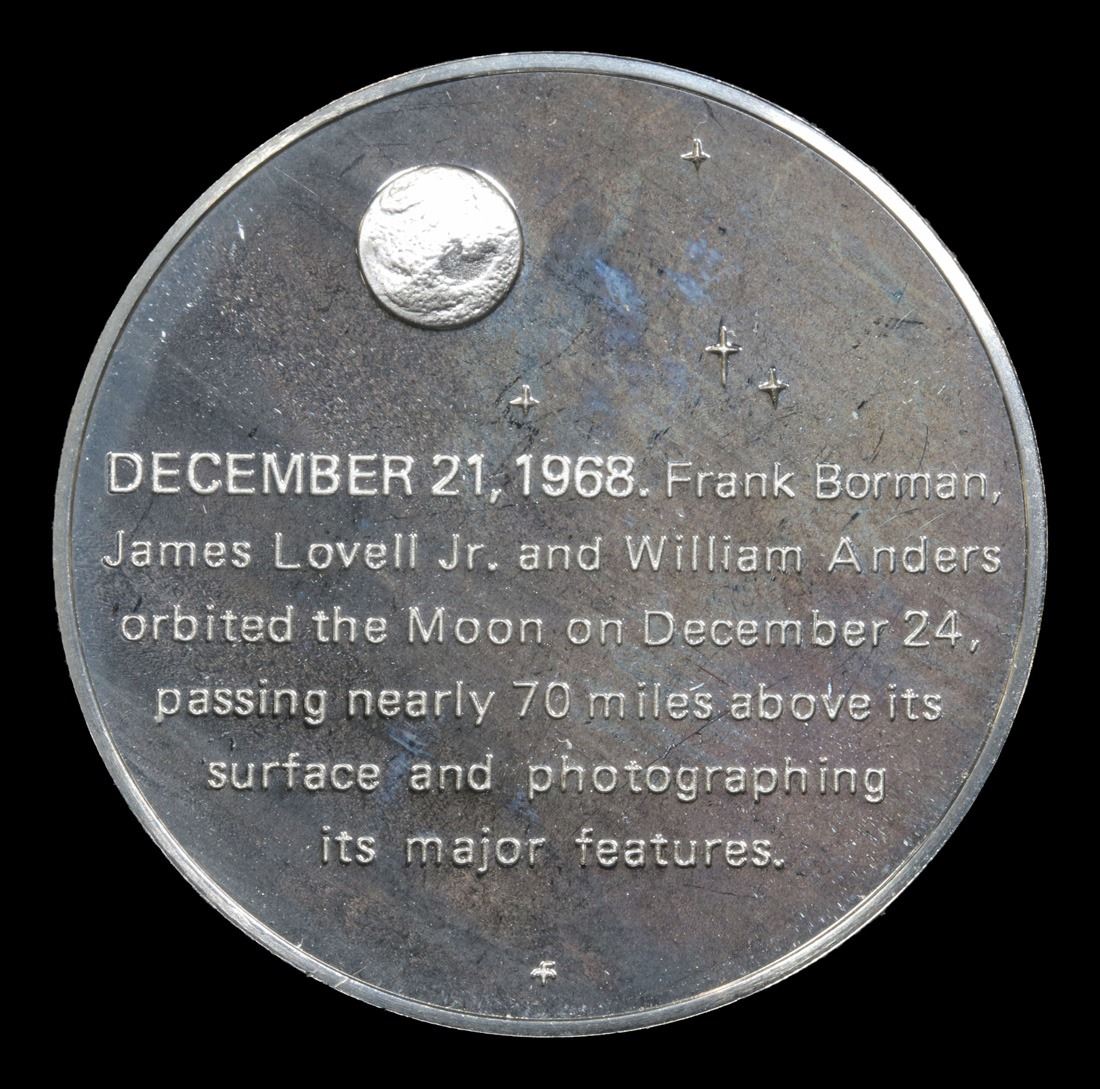 DECEMBER 21, 1968. Frank Borman,
James Lovell Jr. and William Anders
orbited the Moon on December 24,
passing nearly 70 miles above its
surface and photographing
its major features.